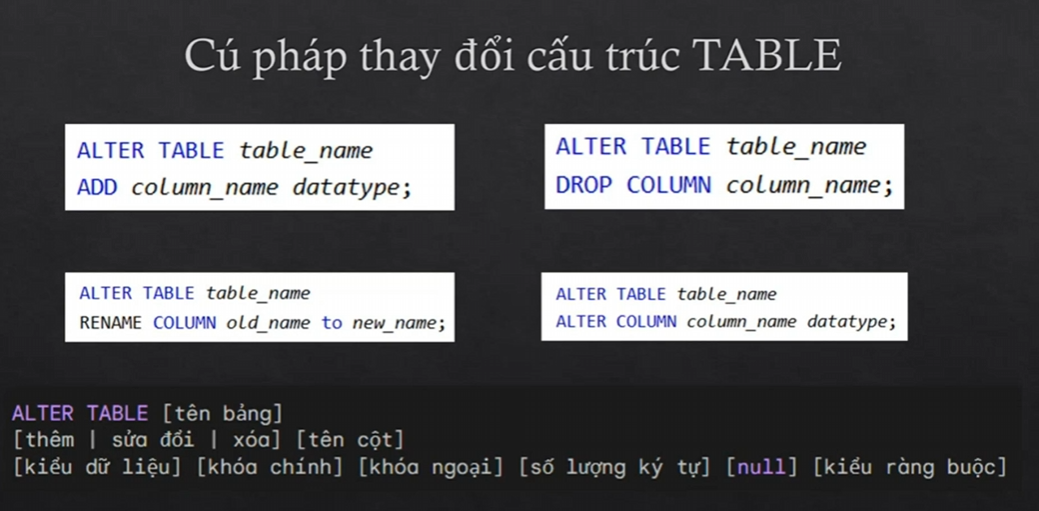 Cú pháp thay đổi cấu trúc TABLE
ALTER TABLE table_name
ADD column_name datatype;
ALTER TABLE table_name
DROP COLUMN column_name;
ALTER TABLE table_name
RENAME COLUMN old_name to new_name;
ALTER TABLE table_name
ALTER COLUMN column_name datatype;
ALTER TABLE [tên bảng]
[thêm | sửa đổi | xóa] [tên cột]
[kiểu dữ liệu] [khóa chính] [khóa ngoại] [số lượng ký tự] [null] [kiểu ràng buộc]